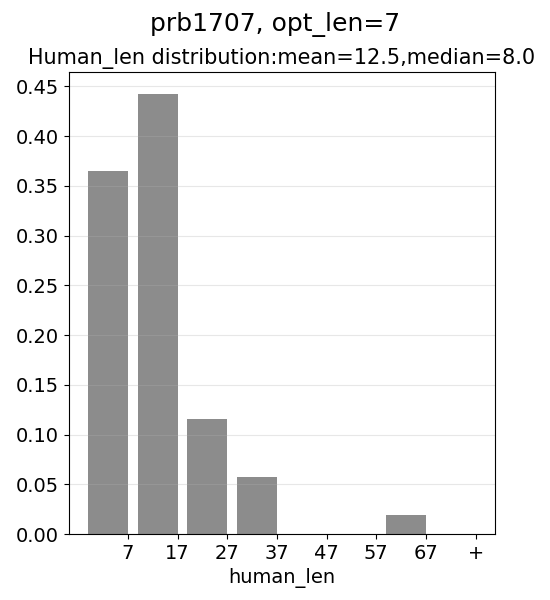 prb1707, opt_len=7
Human_len distribution:mean=12.5,median=8.0
0.45
0.40
0.35
0.30
0.25
0.20
0.15
0.10
0.05
0.00
7 17 27 37 47 57 67 +
human_len